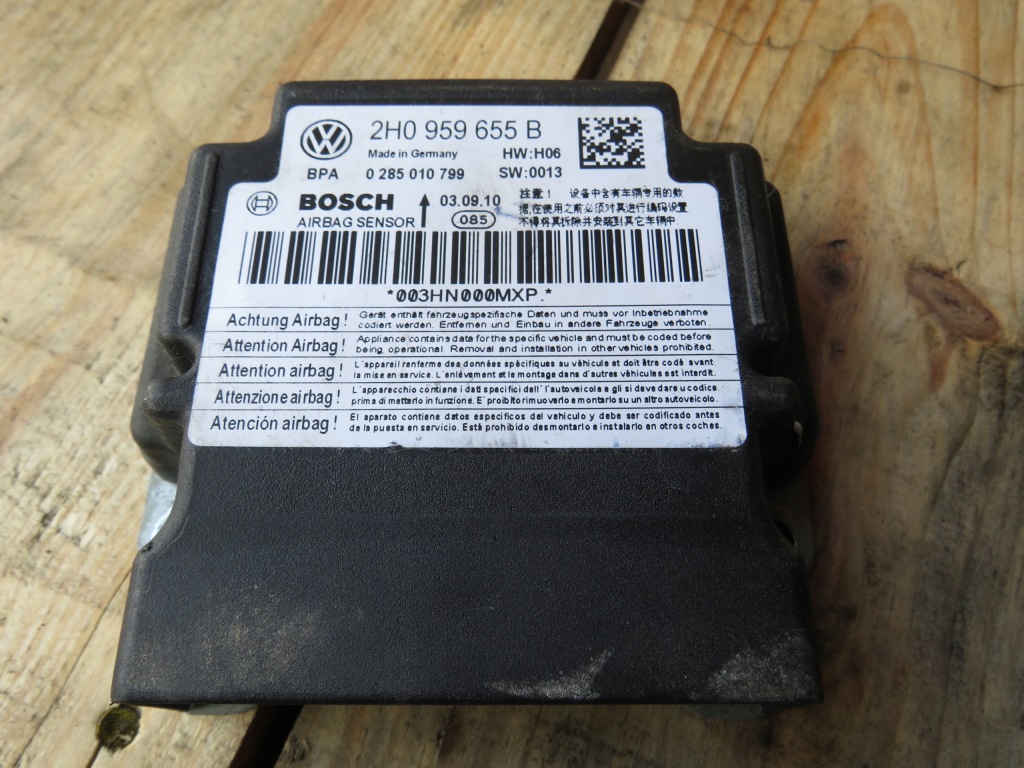 2H0 959 655 B
Made in Germany HW:H06
BPA 0 285 010 799 SW:0013
BOSCH 03.09.10
AIRBAG SENSOR 085
注意! 设备中含有车辆专用的数
据,在使用之前必须对其进行编码设置
不得将其拆除并安装到其它车辆中
*003HN000MXP.*
Achtung Airbag! Gerät enthält fahrzeugspezifische Daten und muss vor Inbetriebnahme
codiert werden. Entfernen und Einbau in andere Fahrzeuge verboten.
Attention Airbag! Appliance contains data for the specific vehicle and must be coded before
being operational. Removal and installation in other vehicles prohibited.
Attention airbag! L'appareil renferme des données spécifiques au véhicule et doit être codé avant
la mise en service. L'enlèvement et le montage dans d'autres véhicules est interdit.
Attenzione airbag! L'apparecchio contiene i dati specifici dell'l'autoveicolo e gli si deve dare u codice
prima di metterlo in funzione. E' proibito rimuoverlo e montarlo su un altro autoveicolo.
Atención airbag! El aparato contiene datos especificos del vehiculo y debe ser codificado antes
de la puesta en servicio. Está prohibido desmontarlo e instalarlo en otros coches.